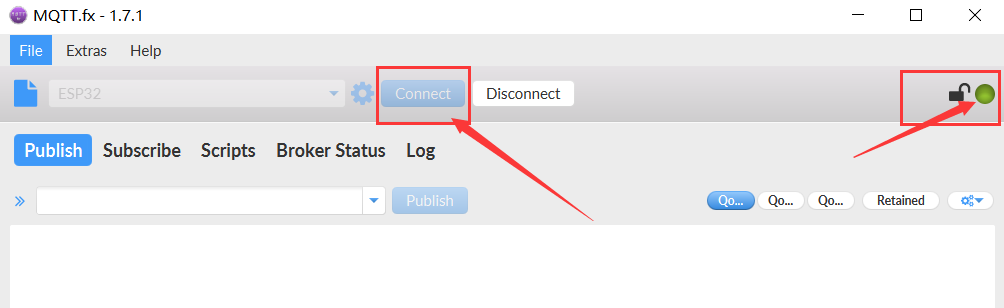 MQTT.fx - 1.7.1
File Extras Help
ESP32 Connect Disconnect
Publish Subscribe Scripts Broker Status Log
Publish Qo... Qo... Qo... Retained